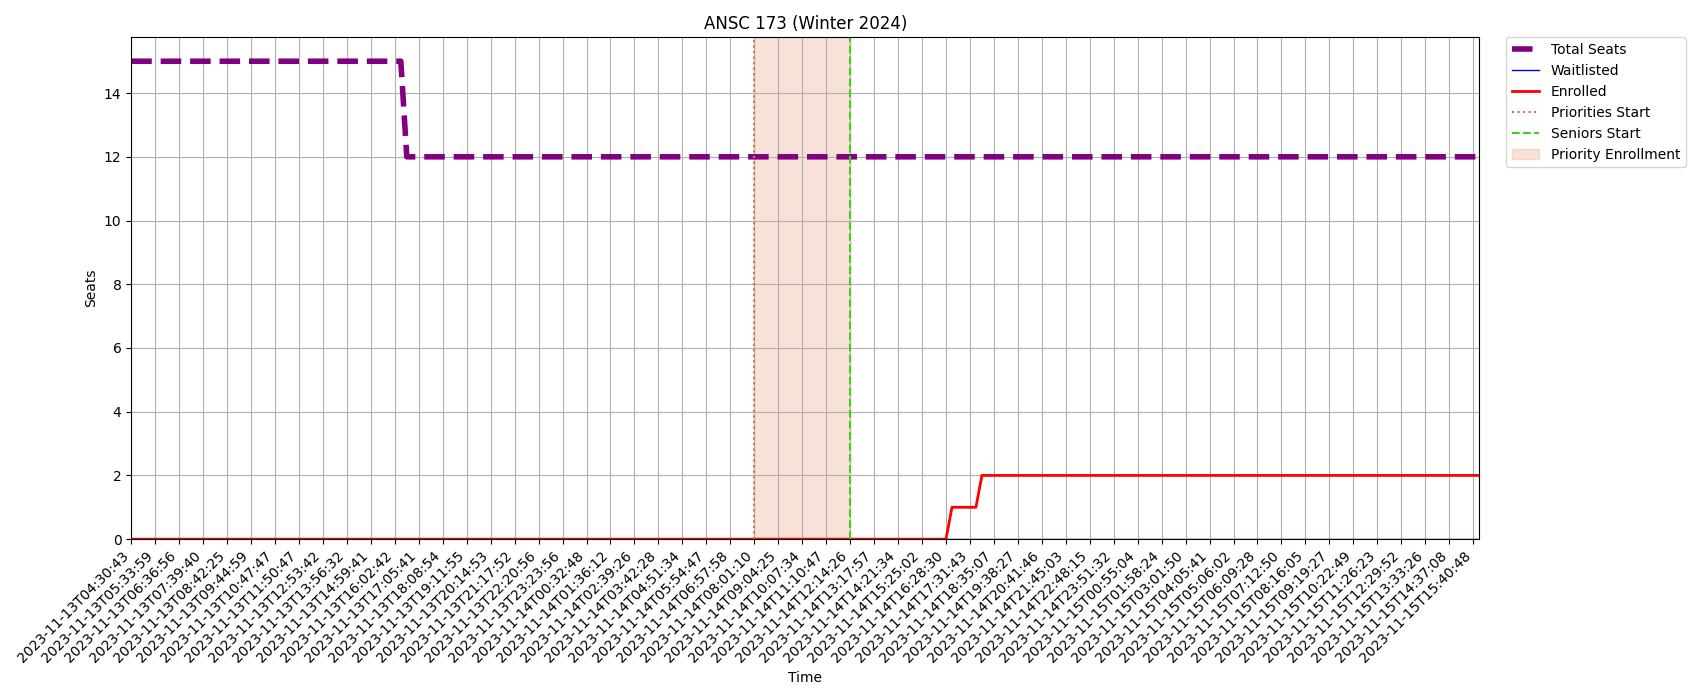 ANSC 173 (Winter 2024)
Total Seats
Waitlisted
Enrolled
Priorities Start
Seniors Start
Priority Enrollment
Seats
14
12
10
8
6
4
2
0
2023-11-13T04:30:43
2023-11-13T05:33:59
2023-11-13T06:36:56
2023-11-13T07:39:40
2023-11-13T08:42:25
2023-11-13T09:44:59
2023-11-13T10:47:47
2023-11-13T11:50:47
2023-11-13T12:53:42
2023-11-13T13:56:32
2023-11-13T14:59:41
2023-11-13T16:02:42
2023-11-13T17:05:41
2023-11-13T18:08:54
2023-11-13T19:11:55
2023-11-13T20:14:53
2023-11-13T21:17:52
2023-11-13T22:20:56
2023-11-13T23:23:56
2023-11-14T00:32:48
2023-11-14T01:36:12
2023-11-14T02:39:26
2023-11-14T03:42:28
2023-11-14T04:51:34
2023-11-14T05:54:47
2023-11-14T06:57:58
2023-11-14T08:01:10
2023-11-14T09:04:25
2023-11-14T10:07:34
2023-11-14T11:10:47
2023-11-14T12:14:26
2023-11-14T13:17:57
2023-11-14T14:21:34
2023-11-14T15:25:02
2023-11-14T16:28:30
2023-11-14T17:31:43
2023-11-14T18:35:07
2023-11-14T19:38:27
2023-11-14T20:41:46
2023-11-14T21:45:03
2023-11-14T22:48:15
2023-11-14T23:51:32
2023-11-15T00:55:04
2023-11-15T01:58:24
2023-11-15T03:01:50
2023-11-15T04:05:41
2023-11-15T05:06:02
2023-11-15T06:09:28
2023-11-15T07:12:50
2023-11-15T08:16:05
2023-11-15T09:19:27
2023-11-15T10:22:49
2023-11-15T11:26:23
2023-11-15T12:29:52
2023-11-15T13:33:26
2023-11-15T14:37:08
2023-11-15T15:40:48
Time